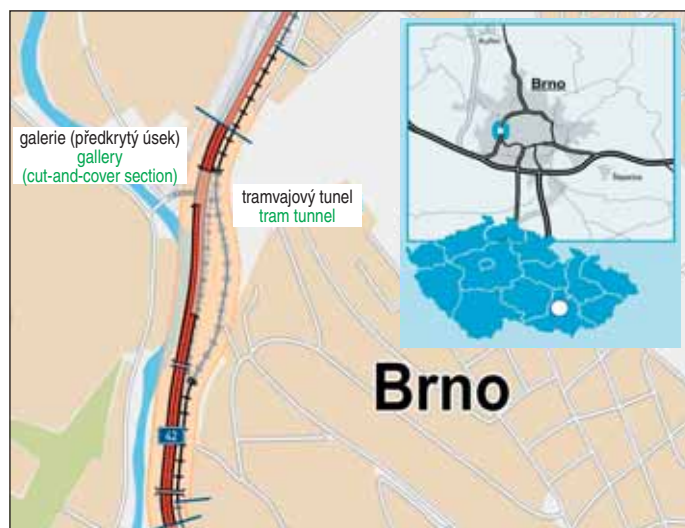 galerie (předkrytý úsek)
gallery
(cut-and-cover section)
tramvajový tunel
tram tunnel
Brno
Brno
42